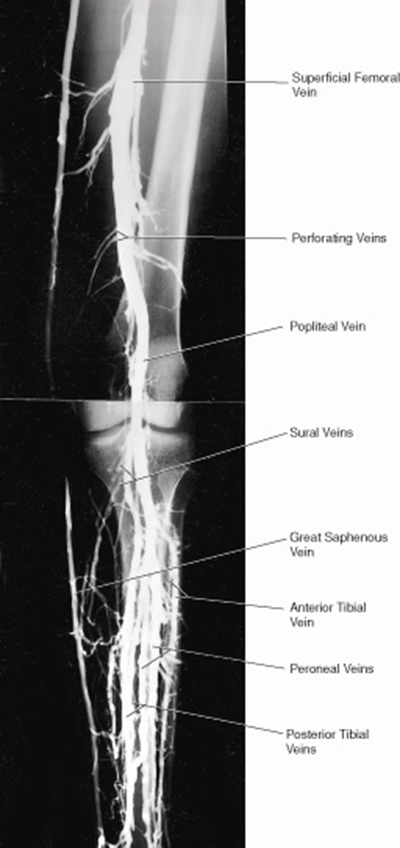 Superficial Femoral
Vein
Perforating Veins
Popliteal Vein
Sural Veins
Great Saphenous
Vein
Anterior Tibial
Vein
Peroneal Veins
Posterior Tibial
Veins